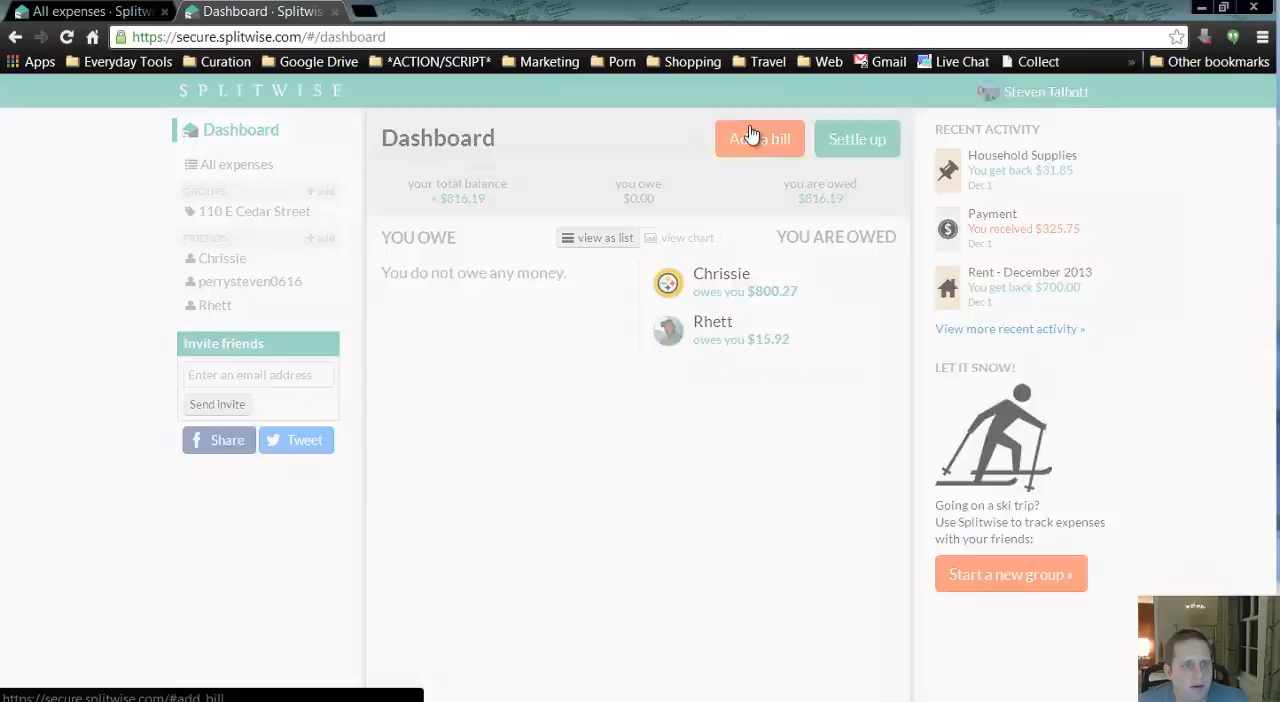 All expenses · Splitw
Dashboard · Splitwis
https://secure.splitwise.com/#/dashboard
Apps
Everyday Tools
Curation
Google Drive
*ACTION/SCRIPT*
Marketing
Porn
Shopping
Travel
Web
Gmail
Live Chat
Collect
»
Other bookmarks
SPLITWISE
Steven Talbott
Dashboard
All expenses
GROUPS
+ add
110 E Cedar Street
FRIENDS
+ add
Chrissie
perrysteven0616
Rhett
Invite friends
Enter an email address
Send invite
Share
Tweet
Dashboard
Add a bill
Settle up
your total balance
+ $816.19
you owe
$0.00
you are owed
$816.19
YOU OWE
view as list
view chart
YOU ARE OWED
You do not owe any money.
Chrissie
owes you $800.27
Rhett
owes you $15.92
RECENT ACTIVITY
Household Supplies
You get back $31.85
Dec 1
Payment
You received $325.75
Dec 1
Rent - December 2013
You get back $700.00
Dec 1
View more recent activity »
LET IT SNOW!
Going on a ski trip?
Use Splitwise to track expenses
with your friends:
Start a new group »
https://secure.splitwise.com/#add_bill